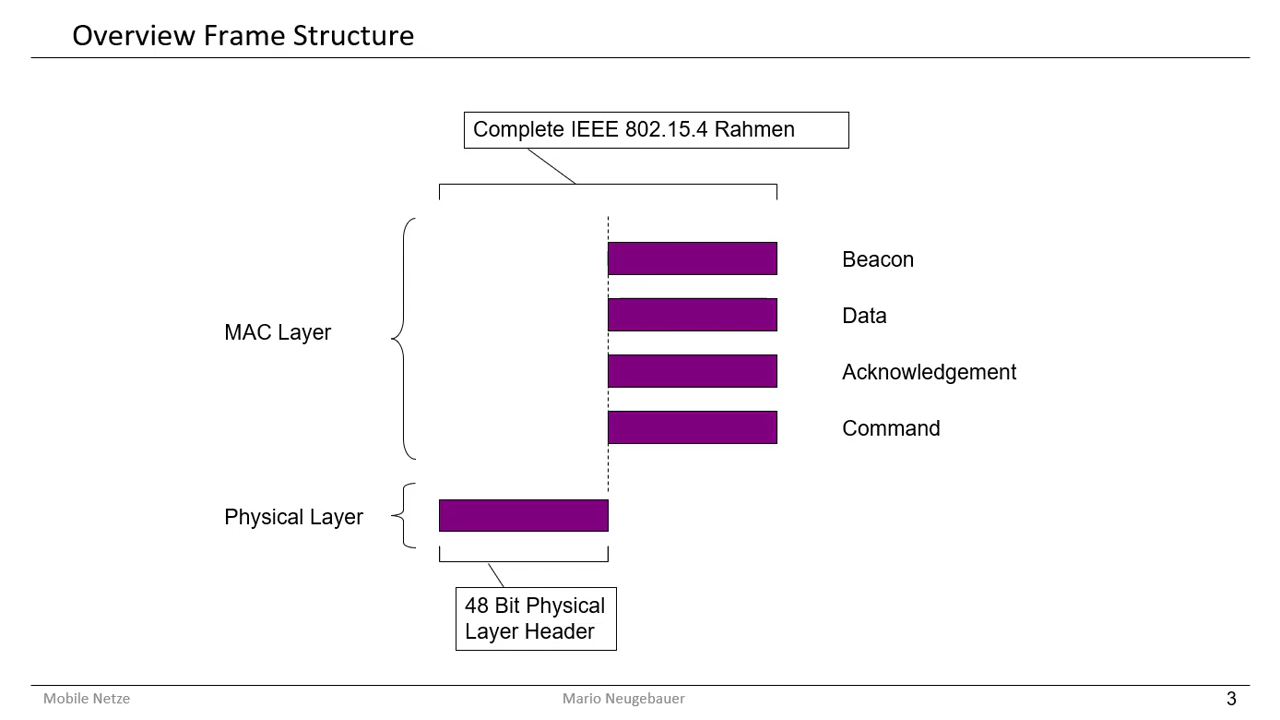 Overview Frame Structure
Complete IEEE 802.15.4 Rahmen
Beacon
Data
MAC Layer
Acknowledgement
Command
Physical Layer
48 Bit Physical
Layer Header
Mobile Netze
Mario Neugebauer
3